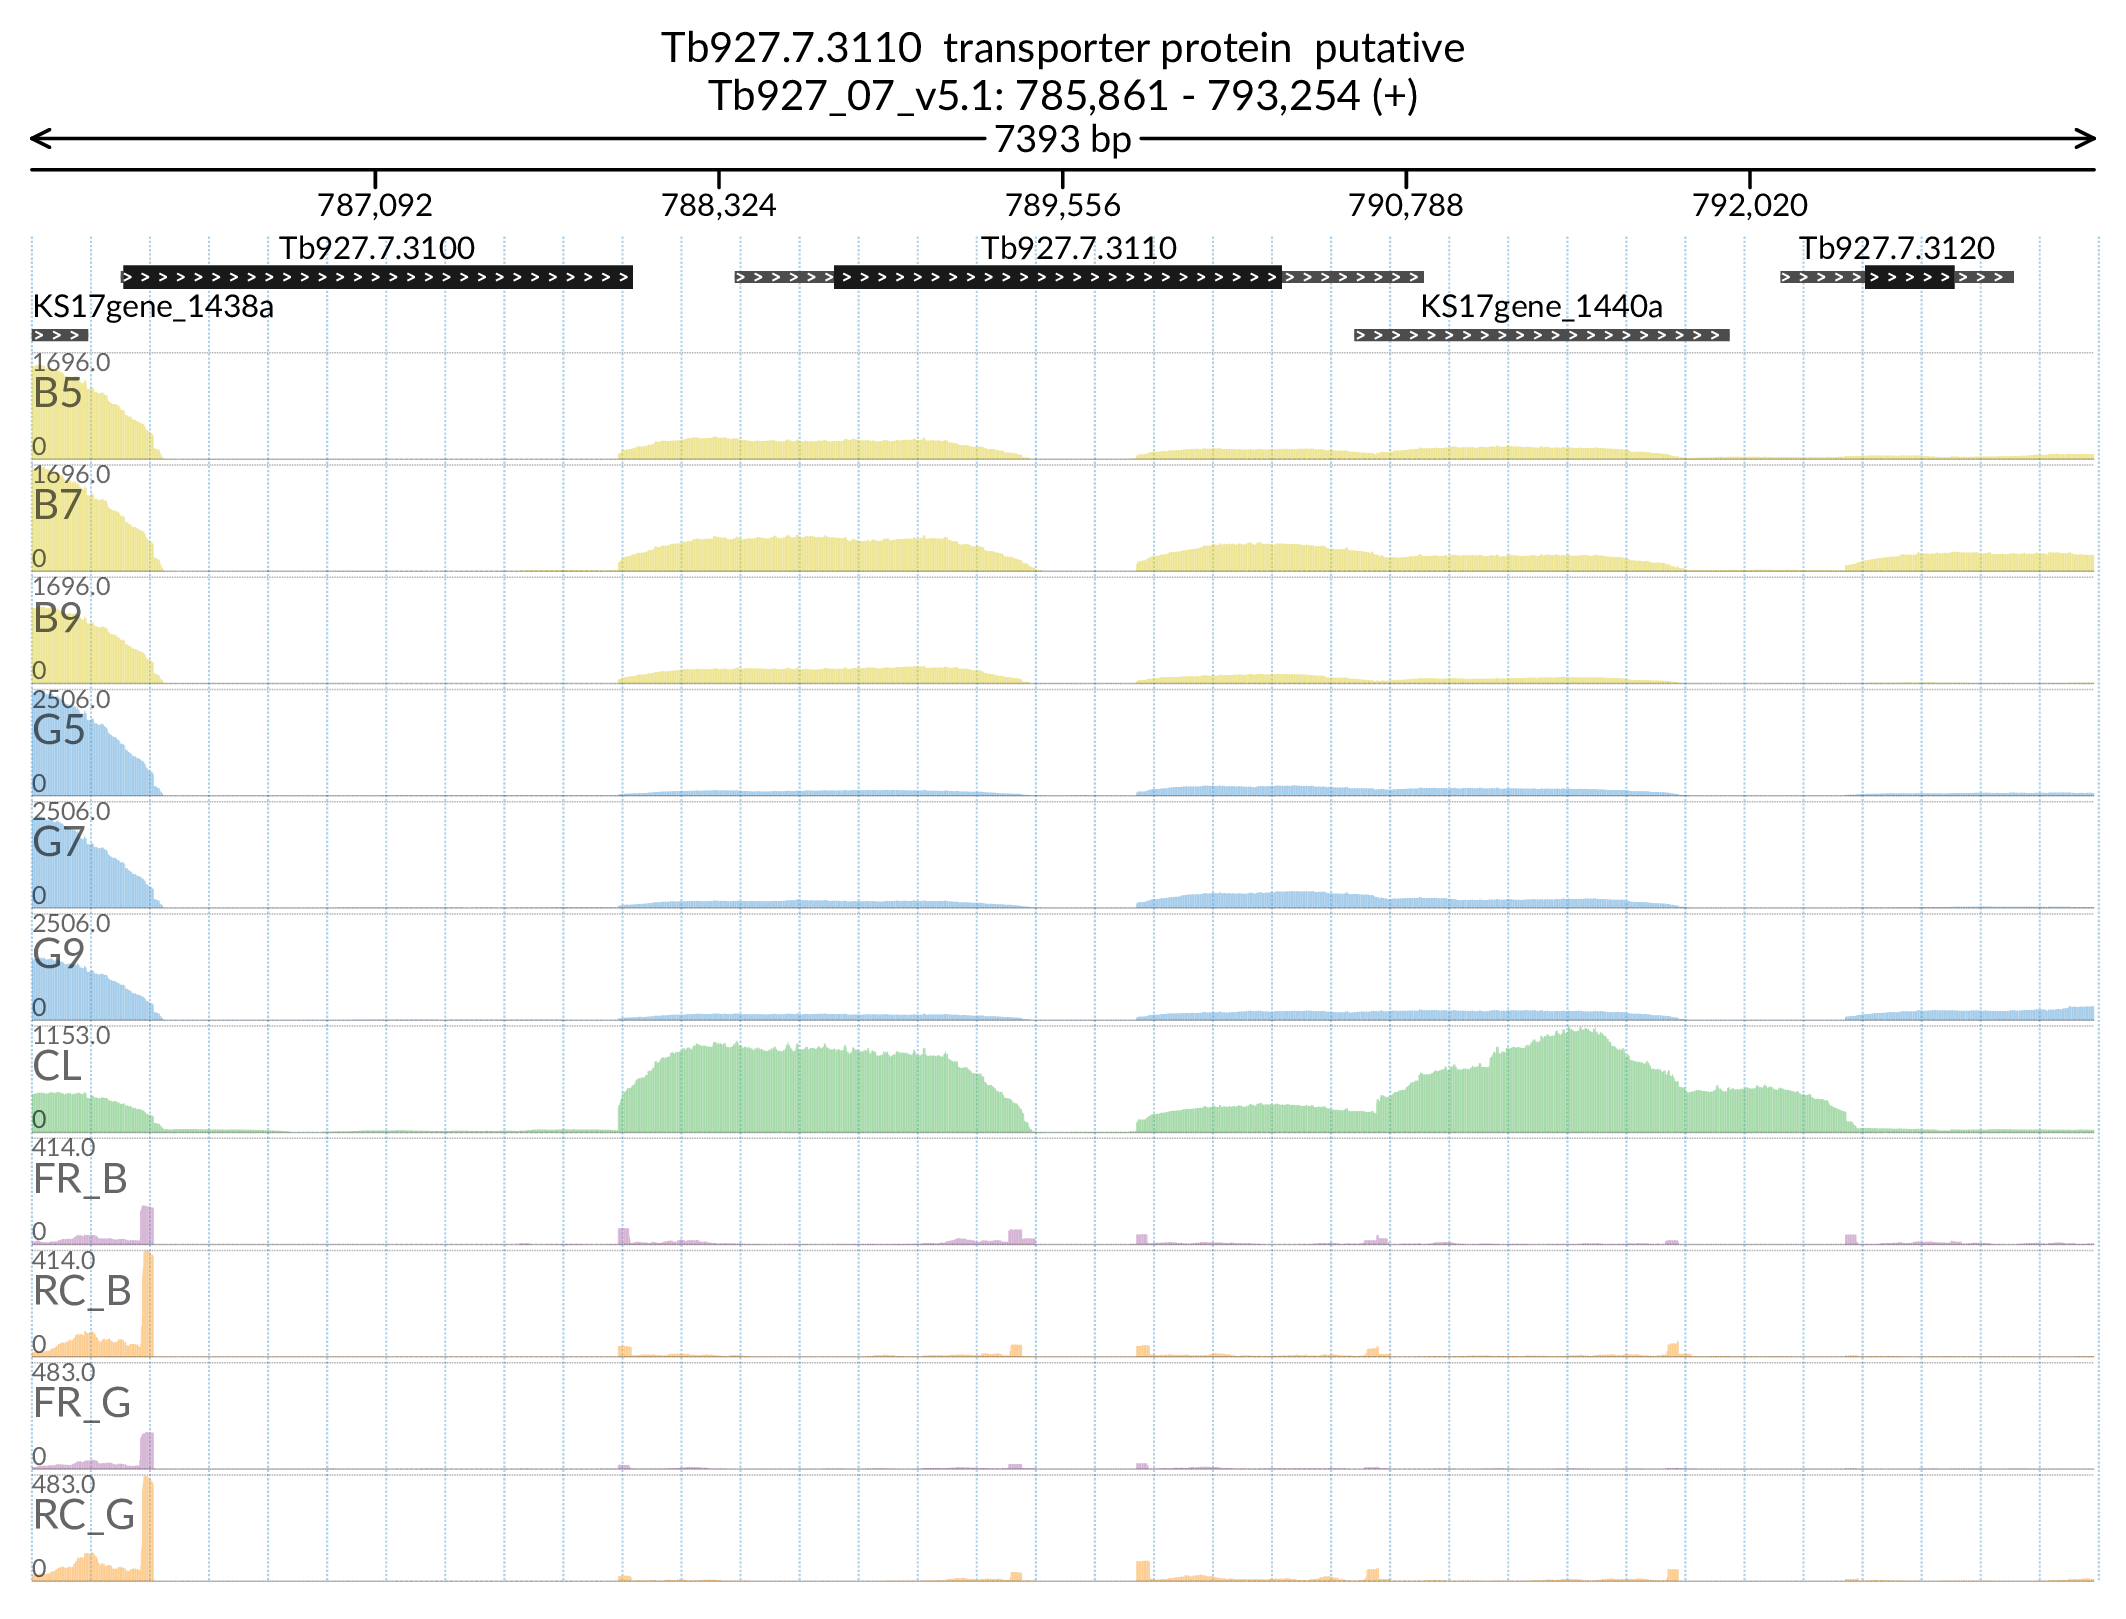 Tb927.7.3110  transporter protein  putative
Tb927_07_v5.1: 785,861 - 793,254 (+)
7393 bp
787,092 788,324 789,556 790,788 792,020
Tb927.7.3100 Tb927.7.3110 Tb927.7.3120
KS17gene_1438a KS17gene_1440a
1696.0
B5
0
1696.0
B7
0
1696.0
B9
0
2506.0
G5
0
2506.0
G7
0
2506.0
G9
0
1153.0
CL
0
414.0
FR_B
0
414.0
RC_B
0
483.0
FR_G
0
483.0
RC_G
0